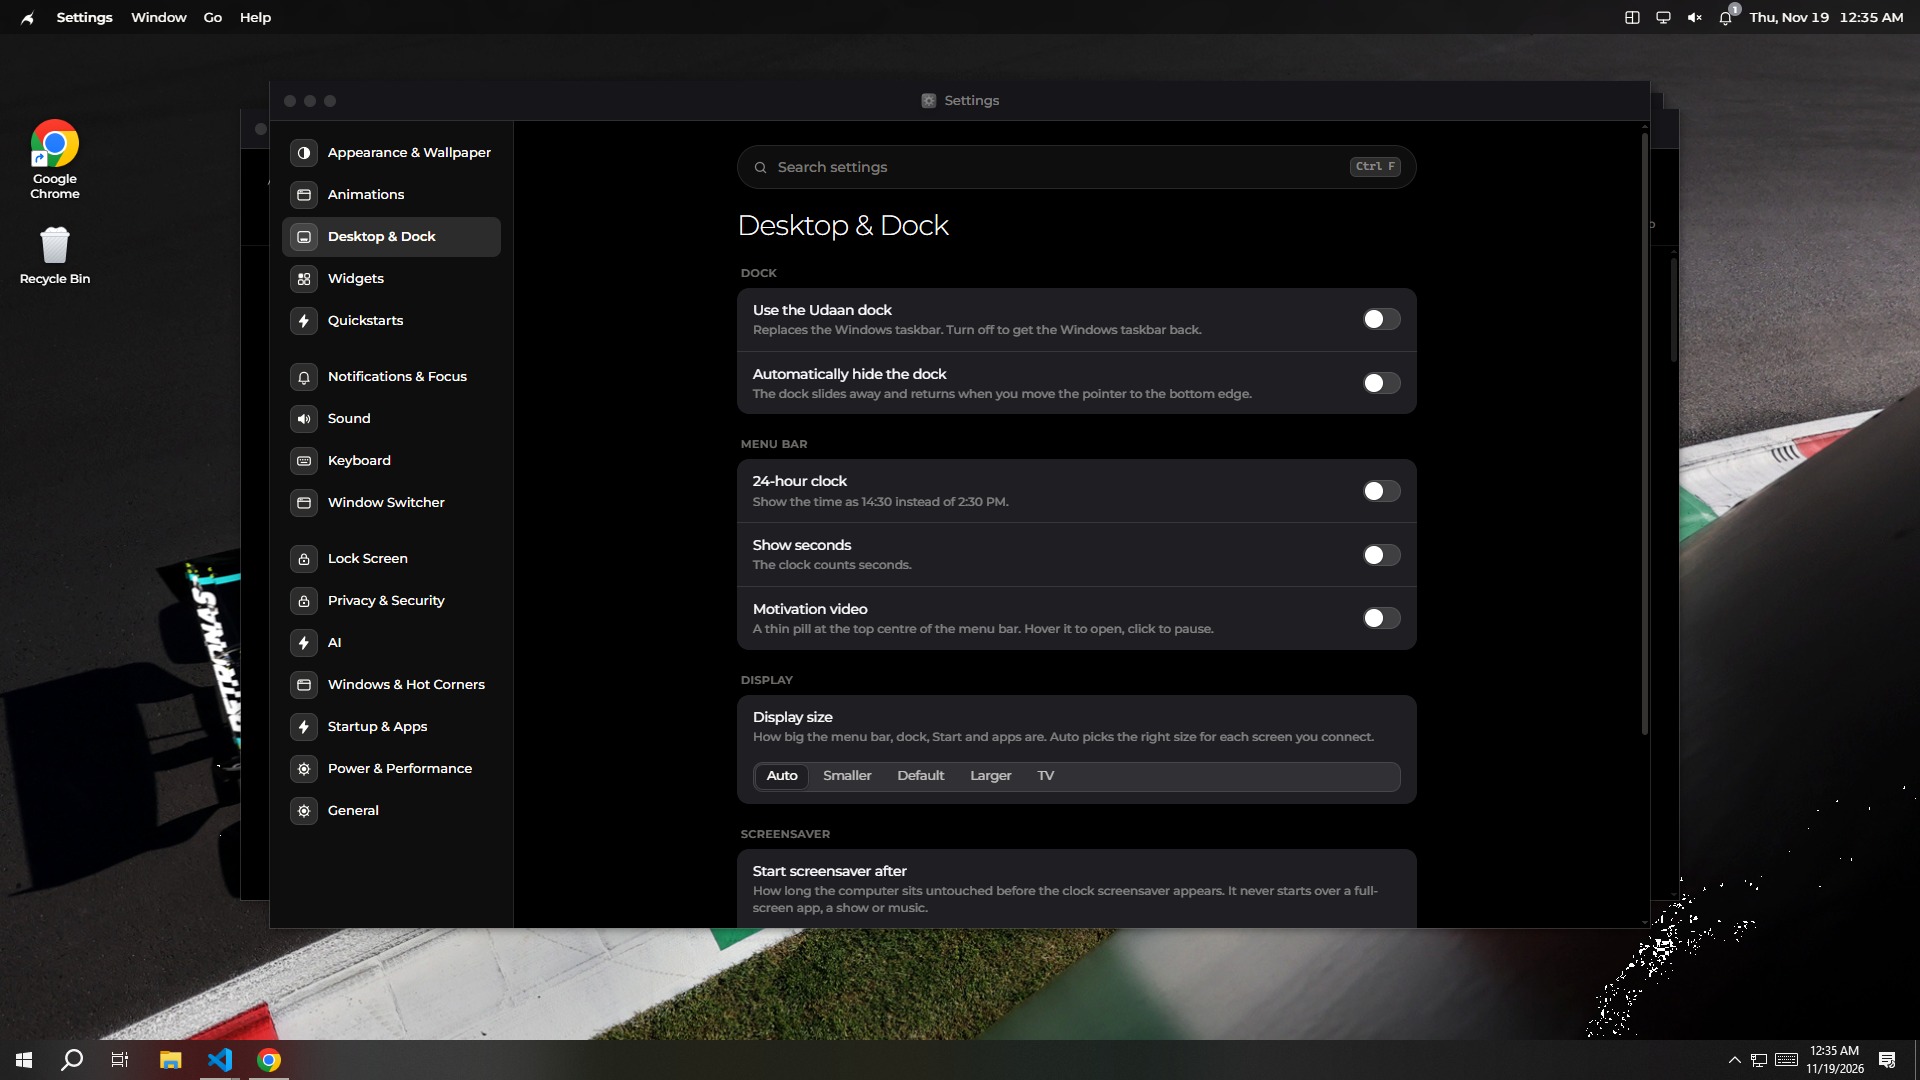 Settings Window Go Help
1
Thu, Nov 19 12:35 AM
Settings
Google
Chrome
Recycle Bin
Appearance & Wallpaper
Animations
Desktop & Dock
Widgets
Quickstarts
Notifications & Focus
Sound
Keyboard
Window Switcher
Lock Screen
Privacy & Security
AI
Windows & Hot Corners
Startup & Apps
Power & Performance
General
Search settings
Ctrl F
Desktop & Dock
DOCK
Use the Udaan dock
Replaces the Windows taskbar. Turn off to get the Windows taskbar back.
Automatically hide the dock
The dock slides away and returns when you move the pointer to the bottom edge.
MENU BAR
24-hour clock
Show the time as 14:30 instead of 2:30 PM.
Show seconds
The clock counts seconds.
Motivation video
A thin pill at the top centre of the menu bar. Hover it to open, click to pause.
DISPLAY
Display size
How big the menu bar, dock, Start and apps are. Auto picks the right size for each screen you connect.
Auto Smaller Default Larger TV
SCREENSAVER
Start screensaver after
How long the computer sits untouched before the clock screensaver appears. It never starts over a full-
screen app, a show or music.
12:35 AM
11/19/2026